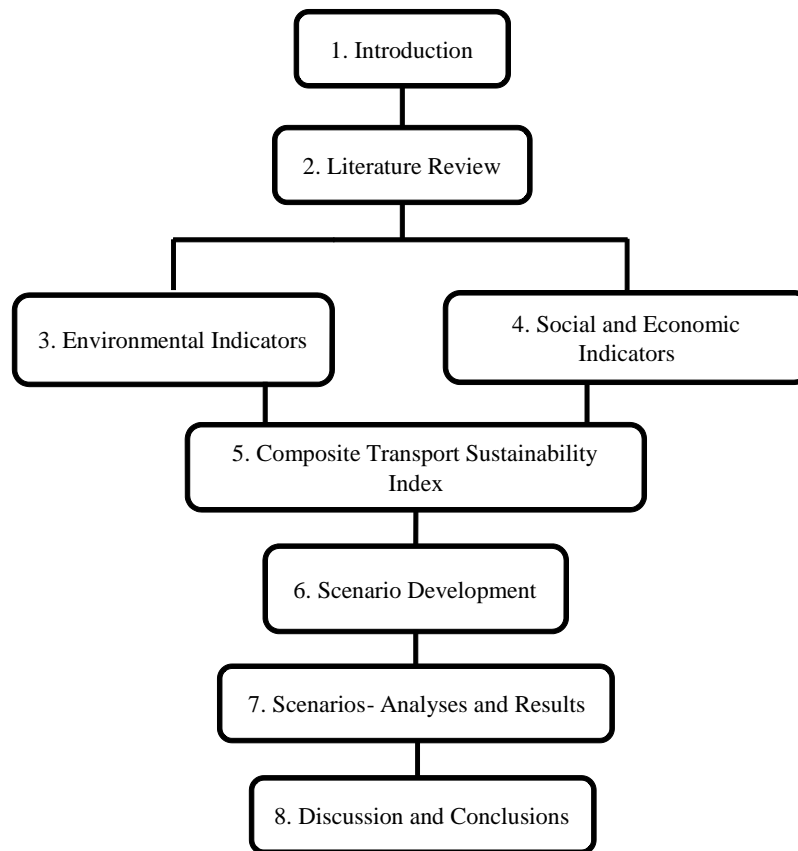 1. Introduction
2. Literature Review
3. Environmental Indicators
4. Social and Economic
Indicators
5. Composite Transport Sustainability
Index
6. Scenario Development
7. Scenarios- Analyses and Results
8. Discussion and Conclusions